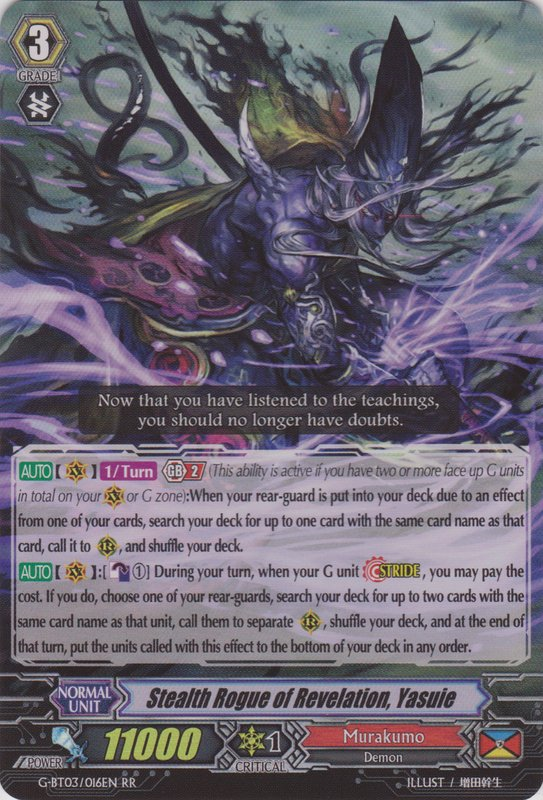 3
GRADE
Now that you have listened to the teachings,
you should no longer have doubts.
AUTO【 V 】 1/Turn GB 2 (This ability is active if you have two or more face up G units
in total on your V or G zone):When your rear-guard is put into your deck due to an effect
from one of your cards, search your deck for up to one card with the same card name as that
card, call it to R, and shuffle your deck.
AUTO【 V 】:[①] During your turn, when your G unit STRIDE, you may pay the
cost. If you do, choose one of your rear-guards, search your deck for up to two cards with the
same card name as that unit, call them to separate R, shuffle your deck, and at the end of
that turn, put the units called with this effect to the bottom of your deck in any order.
NORMAL
UNIT
Stealth Rogue of Revelation, Yasuie
POWER
11000
1
CRITICAL
Murakumo
Demon
G-BT03/016EN RR
ILLUST / 増田幹生